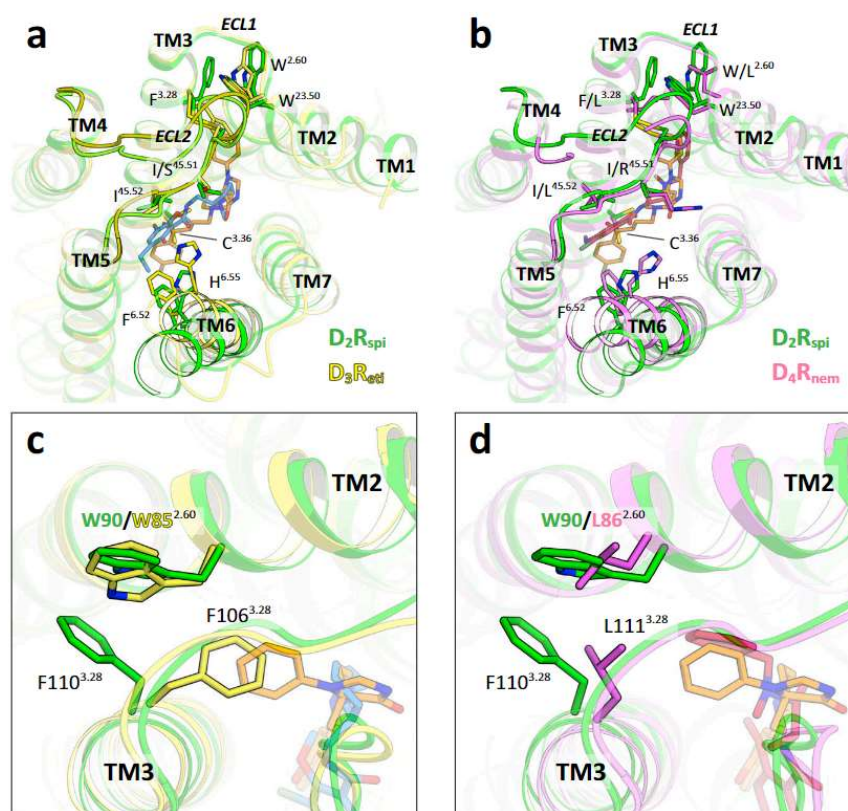 a
ECL1
TM3
W2.60
F3.28
W23.50
TM4
ECL2
TM2
I/S45.51
TM1
I45.52
C3.36
TM5
H6.55
TM7
F6.52
TM6
D2Rspi
D3Reti
b
ECL1
TM3
W/L2.60
F/L3.28
W23.50
TM4
ECL2
TM2
I/R45.51
TM1
I/L45.52
C3.36
TM5
H6.55
TM7
F6.52
TM6
D2Rspi
D4Rnem
c
TM2
W90/W852.60
F1063.28
F1103.28
TM3
d
TM2
W90/L862.60
L1113.28
F1103.28
TM3